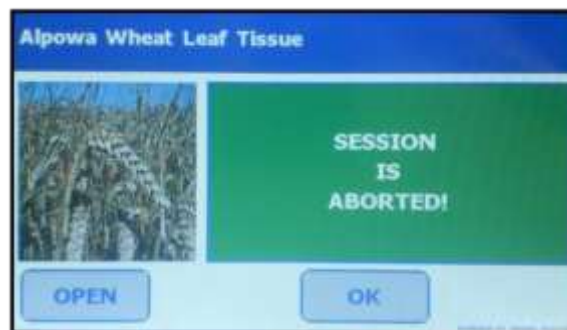 Alpowa Wheat Leaf Tissue
SESSION
IS
ABORTED!
OPEN
OK